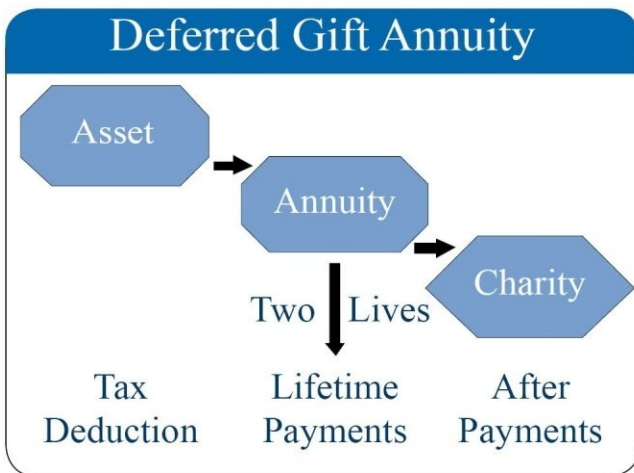 Deferred Gift Annuity
Asset
Annuity
Charity
Two Lives
Tax
Deduction
Lifetime
Payments
After
Payments